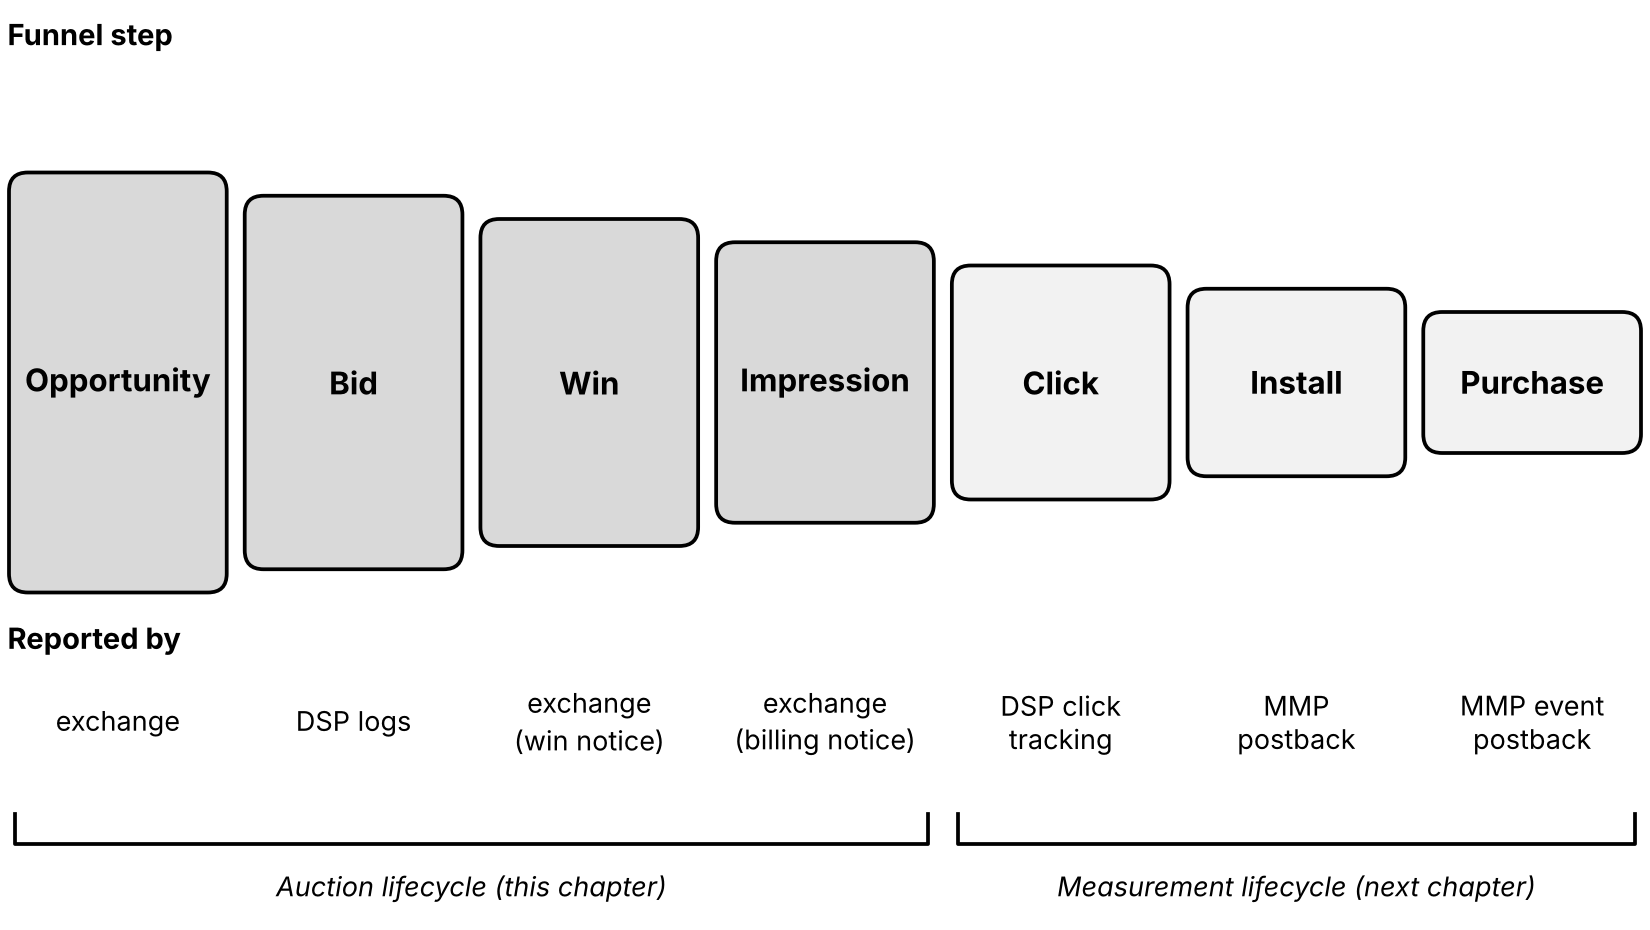 Funnel step
Opportunity
Bid
Win
Impression
Click
Install
Purchase
Reported by
exchange
DSP logs
exchange
(win notice)
exchange
(billing notice)
DSP click
tracking
MMP
postback
MMP event
postback
Auction lifecycle (this chapter)
Measurement lifecycle (next chapter)